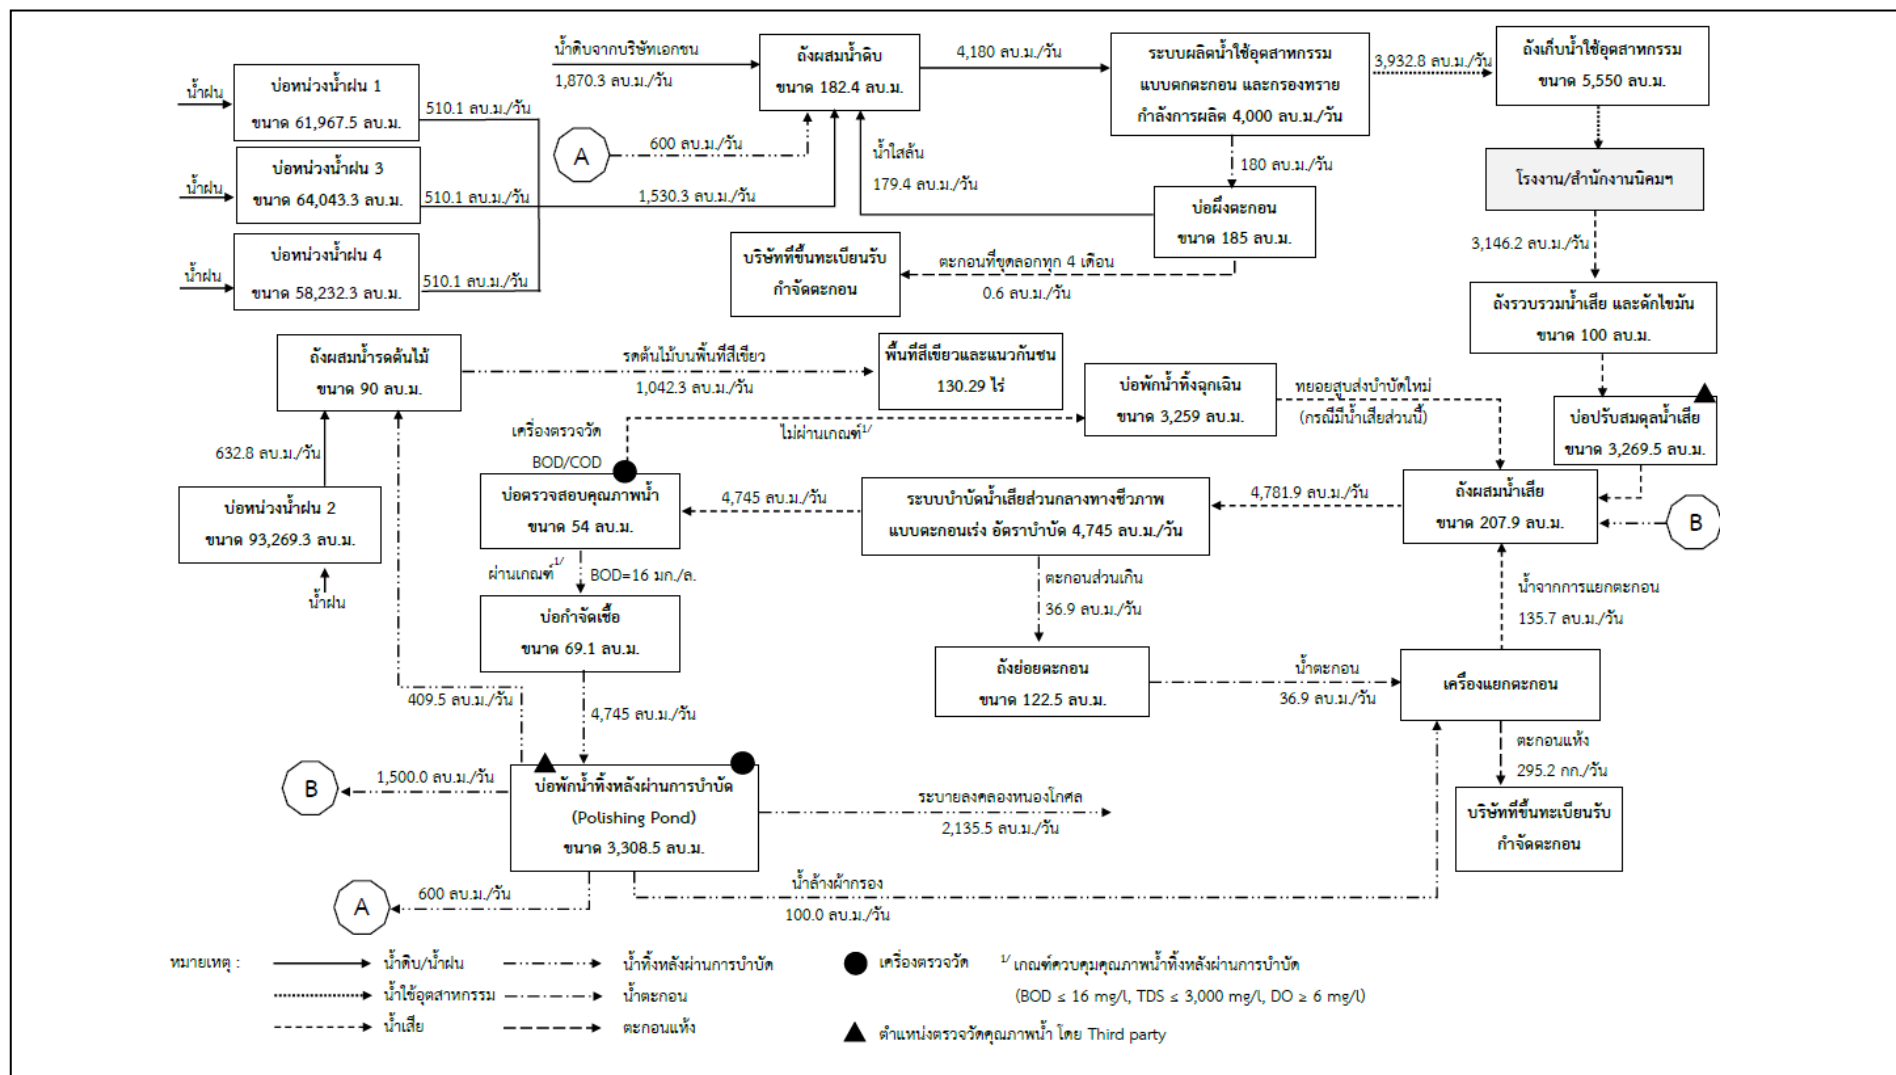 น้ำดิบจากบริษัทเอกชน
1,870.3 ลบ.ม./วัน
ถังผสมน้ำดิบ
ขนาด 182.4 ลบ.ม.
4,180 ลบ.ม./วัน
ระบบผลิตน้ำใช้อุตสาหกรรม
แบบตกตะกอน และกรองทราย
กำลังการผลิต 4,000 ลบ.ม./วัน
3,932.8 ลบ.ม./วัน
ถังเก็บน้ำใช้อุตสาหกรรม
ขนาด 5,550 ลบ.ม.
น้ำฝน
บ่อหน่วงน้ำฝน 1
ขนาด 61,967.5 ลบ.ม.
510.1 ลบ.ม./วัน
A
600 ลบ.ม./วัน
น้ำใสล้น
179.4 ลบ.ม./วัน
180 ลบ.ม./วัน
โรงงาน/สำนักงานนิคมฯ
น้ำฝน
บ่อหน่วงน้ำฝน 3
ขนาด 64,043.3 ลบ.ม.
510.1 ลบ.ม./วัน
1,530.3 ลบ.ม./วัน
บ่อผึ่งตะกอน
ขนาด 185 ลบ.ม.
3,146.2 ลบ.ม./วัน
น้ำฝน
บ่อหน่วงน้ำฝน 4
ขนาด 58,232.3 ลบ.ม.
510.1 ลบ.ม./วัน
บริษัทที่ขึ้นทะเบียนรับ
กำจัดตะกอน
ตะกอนที่ขุดลอกทุก 4 เดือน
0.6 ลบ.ม./วัน
ถังรวบรวมน้ำเสีย และดักไขมัน
ขนาด 100 ลบ.ม.
ถังผสมน้ำรดต้นไม้
ขนาด 90 ลบ.ม.
รดต้นไม้บนพื้นที่สีเขียว
1,042.3 ลบ.ม./วัน
พื้นที่สีเขียวและแนวกันชน
130.29 ไร่
บ่อพักน้ำทิ้งฉุกเฉิน
ขนาด 3,259 ลบ.ม.
ทยอยสูบส่งบำบัดใหม่
(กรณีมีน้ำเสียส่วนนี้)
บ่อปรับสมดุลน้ำเสีย
ขนาด 3,269.5 ลบ.ม.
เครื่องตรวจวัด
BOD/COD
ไม่ผ่านเกณฑ์1/
632.8 ลบ.ม./วัน
บ่อหน่วงน้ำฝน 2
ขนาด 93,269.3 ลบ.ม.
น้ำฝน
บ่อตรวจสอบคุณภาพน้ำ
ขนาด 54 ลบ.ม.
4,745 ลบ.ม./วัน
ระบบบำบัดน้ำเสียส่วนกลางทางชีวภาพ
แบบตะกอนเร่ง อัตราบำบัด 4,745 ลบ.ม./วัน
4,781.9 ลบ.ม./วัน
ถังผสมน้ำเสีย
ขนาด 207.9 ลบ.ม.
B
ผ่านเกณฑ์1/
BOD=16 มก./ล.
ตะกอนส่วนเกิน
36.9 ลบ.ม./วัน
น้ำจากการแยกตะกอน
135.7 ลบ.ม./วัน
บ่อกำจัดเชื้อ
ขนาด 69.1 ลบ.ม.
ถังย่อยตะกอน
ขนาด 122.5 ลบ.ม.
น้ำตะกอน
36.9 ลบ.ม./วัน
เครื่องแยกตะกอน
409.5 ลบ.ม./วัน
4,745 ลบ.ม./วัน
ตะกอนแห้ง
295.2 กก./วัน
B
1,500.0 ลบ.ม./วัน
บ่อพักน้ำทิ้งหลังผ่านการบำบัด
(Polishing Pond)
ขนาด 3,308.5 ลบ.ม.
ระบายลงคลองหนองโกศล
2,135.5 ลบ.ม./วัน
บริษัทที่ขึ้นทะเบียนรับ
กำจัดตะกอน
A
600 ลบ.ม./วัน
น้ำล้างผ้ากรอง
100.0 ลบ.ม./วัน
หมายเหตุ :
น้ำดิบ/น้ำฝน
น้ำทิ้งหลังผ่านการบำบัด
เครื่องตรวจวัด
1/ เกณฑ์ควบคุมคุณภาพน้ำทิ้งหลังผ่านการบำบัด
น้ำใช้อุตสาหกรรม
น้ำตะกอน
(BOD ≤ 16 mg/l, TDS ≤ 3,000 mg/l, DO ≥ 6 mg/l)
น้ำเสีย
ตะกอนแห้ง
ตำแหน่งตรวจวัดคุณภาพน้ำ โดย Third party